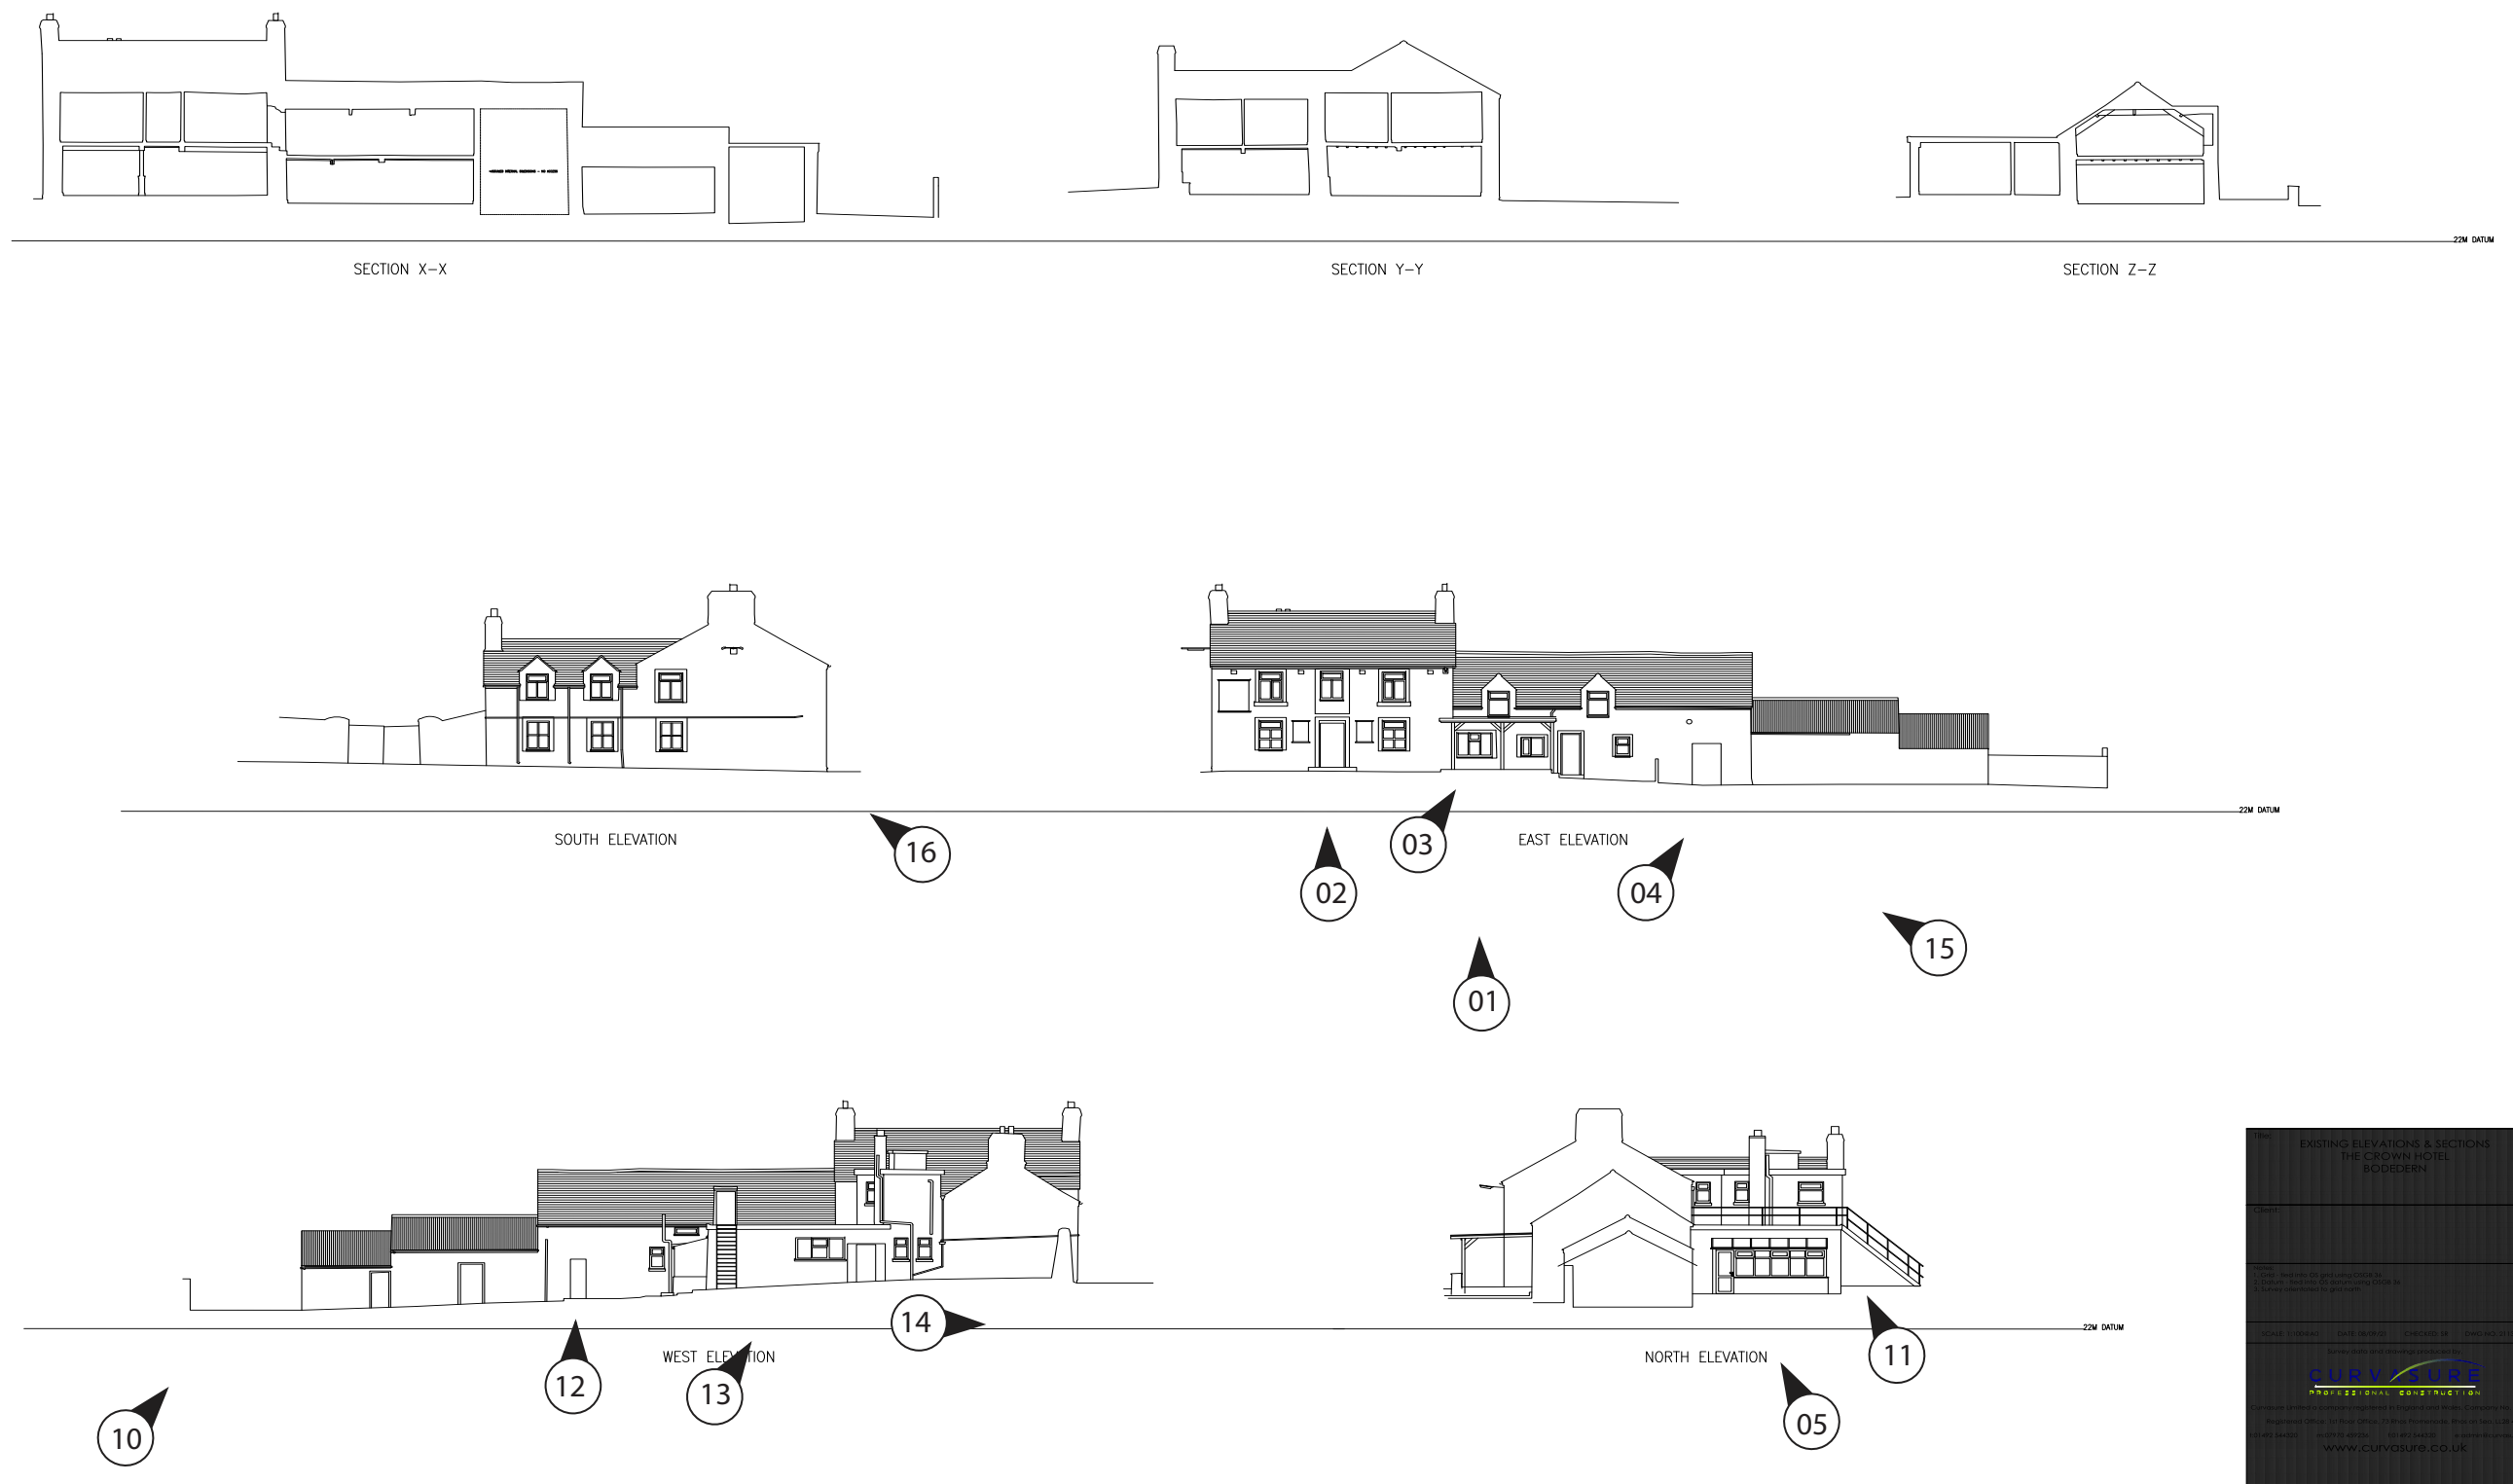 22M DATUM
SECTION X-X
SECTION Y-Y
SECTION Z-Z
22M DATUM
SOUTH ELEVATION
EAST ELEVATION
16
03
02
04
15
01
22M DATUM
WEST ELEVATION
NORTH ELEVATION
14
12
13
10
11
05
Title:
EXISTING ELEVATIONS & SECTIONS
THE CROWN HOTEL
BODEDERN
Client:
CURVASURE
PROFESSIONAL CONSTRUCTION
www.curvasure.co.uk